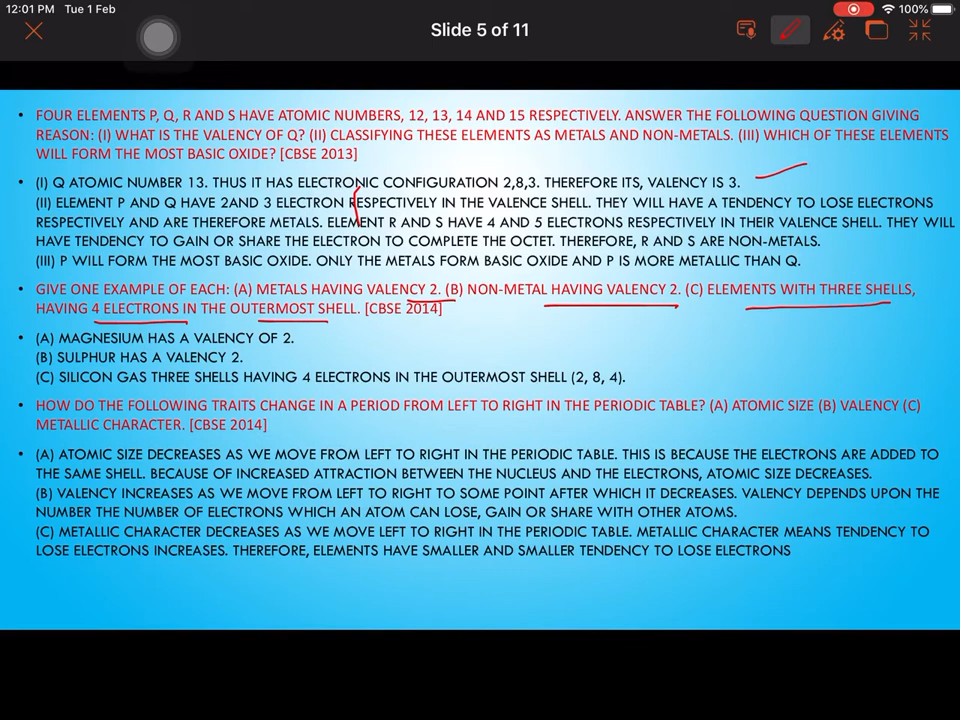 12:01 PM Tue 1 Feb
100%
Slide 5 of 11
• FOUR ELEMENTS P, Q, R AND S HAVE ATOMIC NUMBERS, 12, 13, 14 AND 15 RESPECTIVELY. ANSWER THE FOLLOWING QUESTION GIVING
REASON: (I) WHAT IS THE VALENCY OF Q? (II) CLASSIFYING THESE ELEMENTS AS METALS AND NON-METALS. (III) WHICH OF THESE ELEMENTS
WILL FORM THE MOST BASIC OXIDE? [CBSE 2013]
• (I) Q ATOMIC NUMBER 13. THUS IT HAS ELECTRONIC CONFIGURATION 2,8,3. THEREFORE ITS, VALENCY IS 3.
(II) ELEMENT P AND Q HAVE 2AND 3 ELECTRON RESPECTIVELY IN THE VALENCE SHELL. THEY WILL HAVE A TENDENCY TO LOSE ELECTRONS
RESPECTIVELY AND ARE THEREFORE METALS. ELEMENT R AND S HAVE 4 AND 5 ELECTRONS RESPECTIVELY IN THEIR VALENCE SHELL. THEY WILL
HAVE TENDENCY TO GAIN OR SHARE THE ELECTRON TO COMPLETE THE OCTET. THEREFORE, R AND S ARE NON-METALS.
(III) P WILL FORM THE MOST BASIC OXIDE. ONLY THE METALS FORM BASIC OXIDE AND P IS MORE METALLIC THAN Q.
• GIVE ONE EXAMPLE OF EACH: (A) METALS HAVING VALENCY 2. (B) NON-METAL HAVING VALENCY 2. (C) ELEMENTS WITH THREE SHELLS,
HAVING 4 ELECTRONS IN THE OUTERMOST SHELL. [CBSE 2014]
• (A) MAGNESIUM HAS A VALENCY OF 2.
(B) SULPHUR HAS A VALENCY 2.
(C) SILICON GAS THREE SHELLS HAVING 4 ELECTRONS IN THE OUTERMOST SHELL (2, 8, 4).
• HOW DO THE FOLLOWING TRAITS CHANGE IN A PERIOD FROM LEFT TO RIGHT IN THE PERIODIC TABLE? (A) ATOMIC SIZE (B) VALENCY (C)
METALLIC CHARACTER. [CBSE 2014]
• (A) ATOMIC SIZE DECREASES AS WE MOVE FROM LEFT TO RIGHT IN THE PERIODIC TABLE. THIS IS BECAUSE THE ELECTRONS ARE ADDED TO
THE SAME SHELL. BECAUSE OF INCREASED ATTRACTION BETWEEN THE NUCLEUS AND THE ELECTRONS, ATOMIC SIZE DECREASES.
(B) VALENCY INCREASES AS WE MOVE FROM LEFT TO RIGHT TO SOME POINT AFTER WHICH IT DECREASES. VALENCY DEPENDS UPON THE
NUMBER THE NUMBER OF ELECTRONS WHICH AN ATOM CAN LOSE, GAIN OR SHARE WITH OTHER ATOMS.
(C) METALLIC CHARACTER DECREASES AS WE MOVE LEFT TO RIGHT IN THE PERIODIC TABLE. METALLIC CHARACTER MEANS TENDENCY TO
LOSE ELECTRONS INCREASES. THEREFORE, ELEMENTS HAVE SMALLER AND SMALLER TENDENCY TO LOSE ELECTRONS